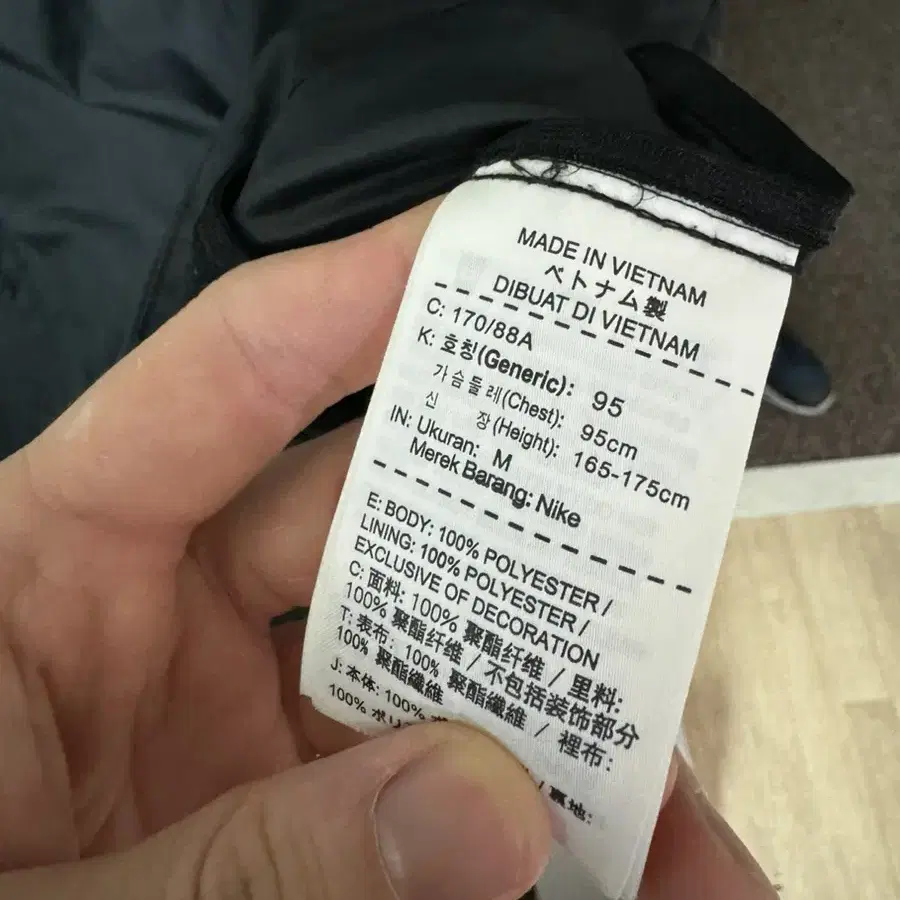 MADE IN VIETNAM
ベトナム製
DIBUAT DI VIETNAM
C: 170/88A
K: 호칭(Generic): 95
가슴둘레(Chest): 95cm
신 장(Height): 165-175cm
IN: Ukuran: M
Merek Barang: Nike
E: BODY: 100% POLYESTER /
LINING: 100% POLYESTER /
EXCLUSIVE OF DECORATION
C: 面料: 100% 聚酯纤维 / 里料:
100% 聚酯纤维 / 不包括装饰部分
T: 表布: 100% 聚酯纖維 / 裡布:
100% 聚酯纖維
J: 本体: 100% / 裏地:
100%